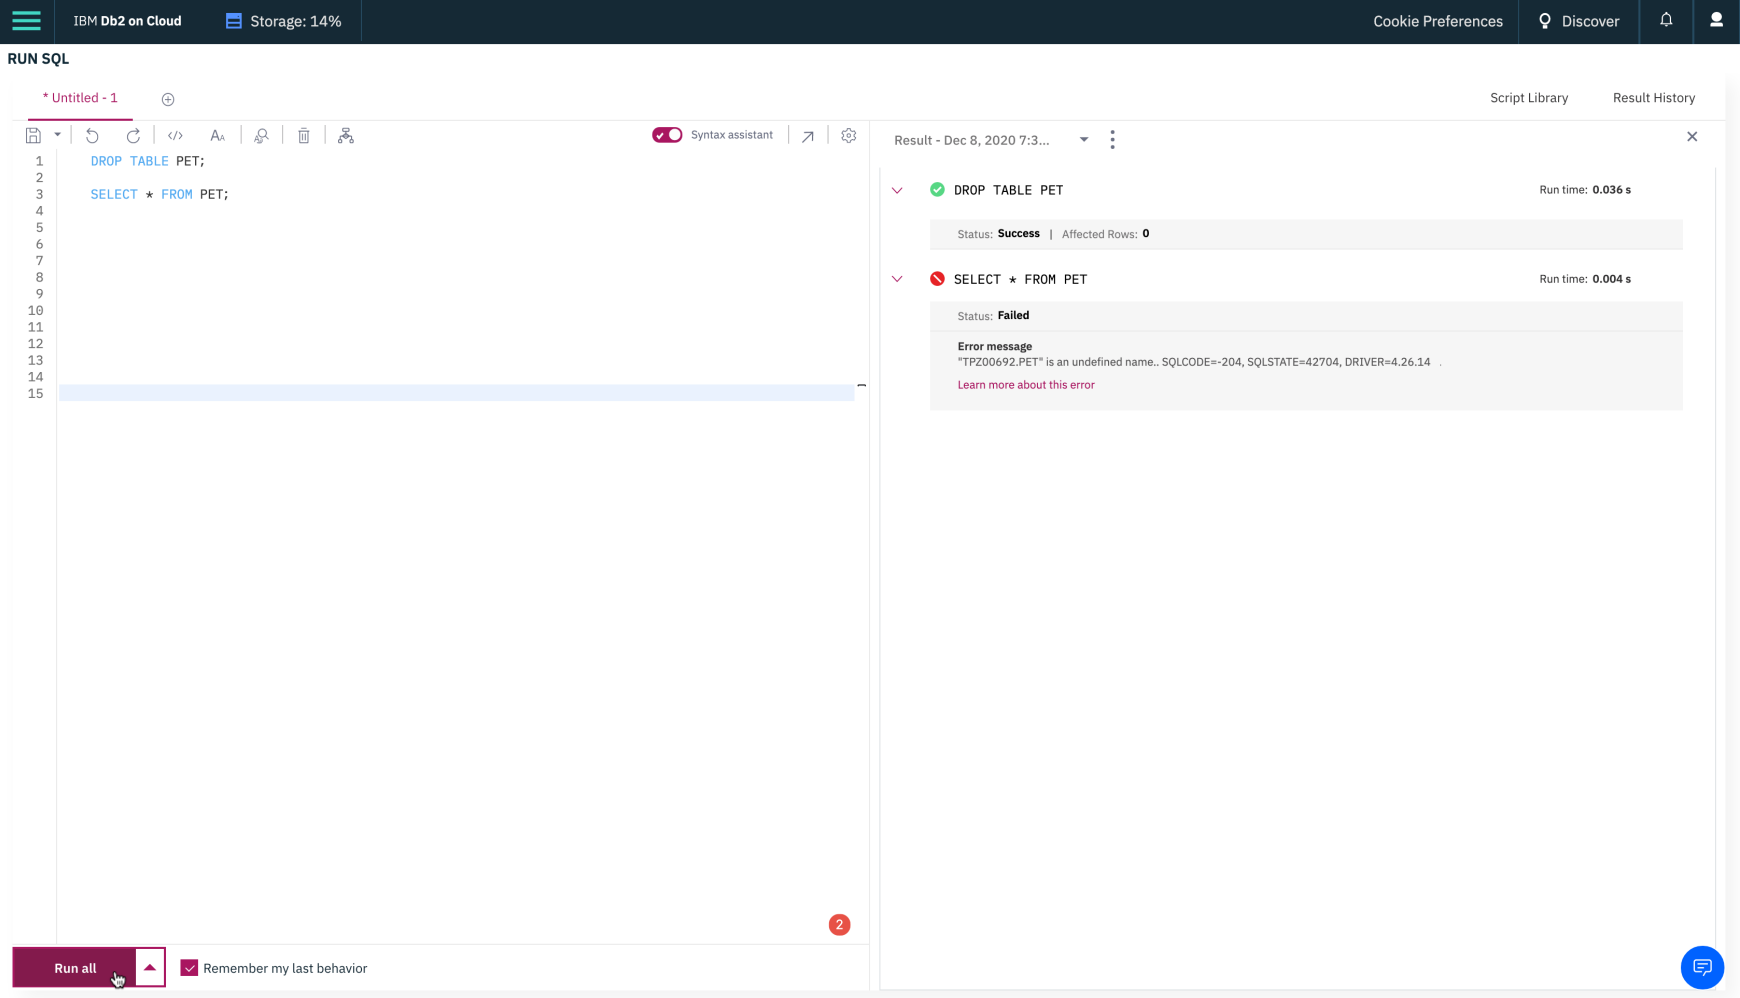 IBM Db2 on Cloud
Storage: 14%
Cookie Preferences
Discover
RUN SQL
* Untitled - 1
Script Library
Result History
Syntax assistant
Result - Dec 8, 2020 7:3...
1 DROP TABLE PET;
2
3 SELECT * FROM PET;
4
5
6
7
8
9
10
11
12
13
14
15
DROP TABLE PET
Run time: 0.036 s
Status: Success | Affected Rows: 0
SELECT * FROM PET
Run time: 0.004 s
Status: Failed
Error message
"TPZ00692.PET" is an undefined name.. SQLCODE=-204, SQLSTATE=42704, DRIVER=4.26.14
Learn more about this error
2
Run all
Remember my last behavior